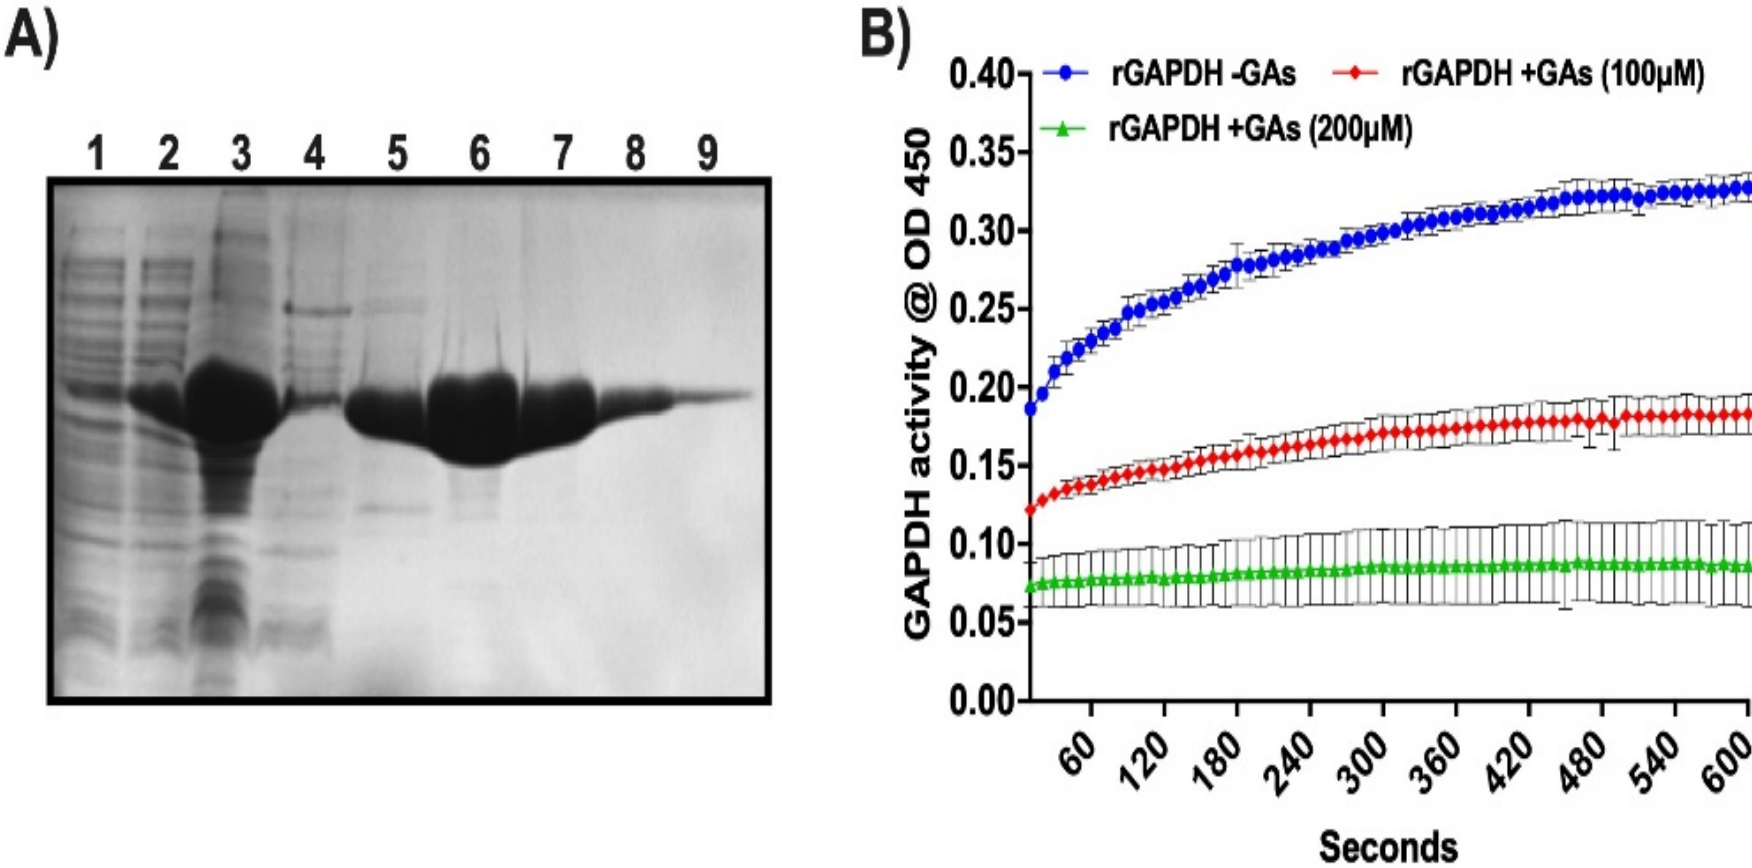 A)
1 2 3 4 5 6 7 8 9
B)
GAPDH activity @ OD 450
0.40
0.35
0.30
0.25
0.20
0.15
0.10
0.05
0.00
rGAPDH -GAs
rGAPDH +GAs (100µM)
rGAPDH +GAs (200µM)
60 120 180 240 300 360 420 480 540 600
Seconds